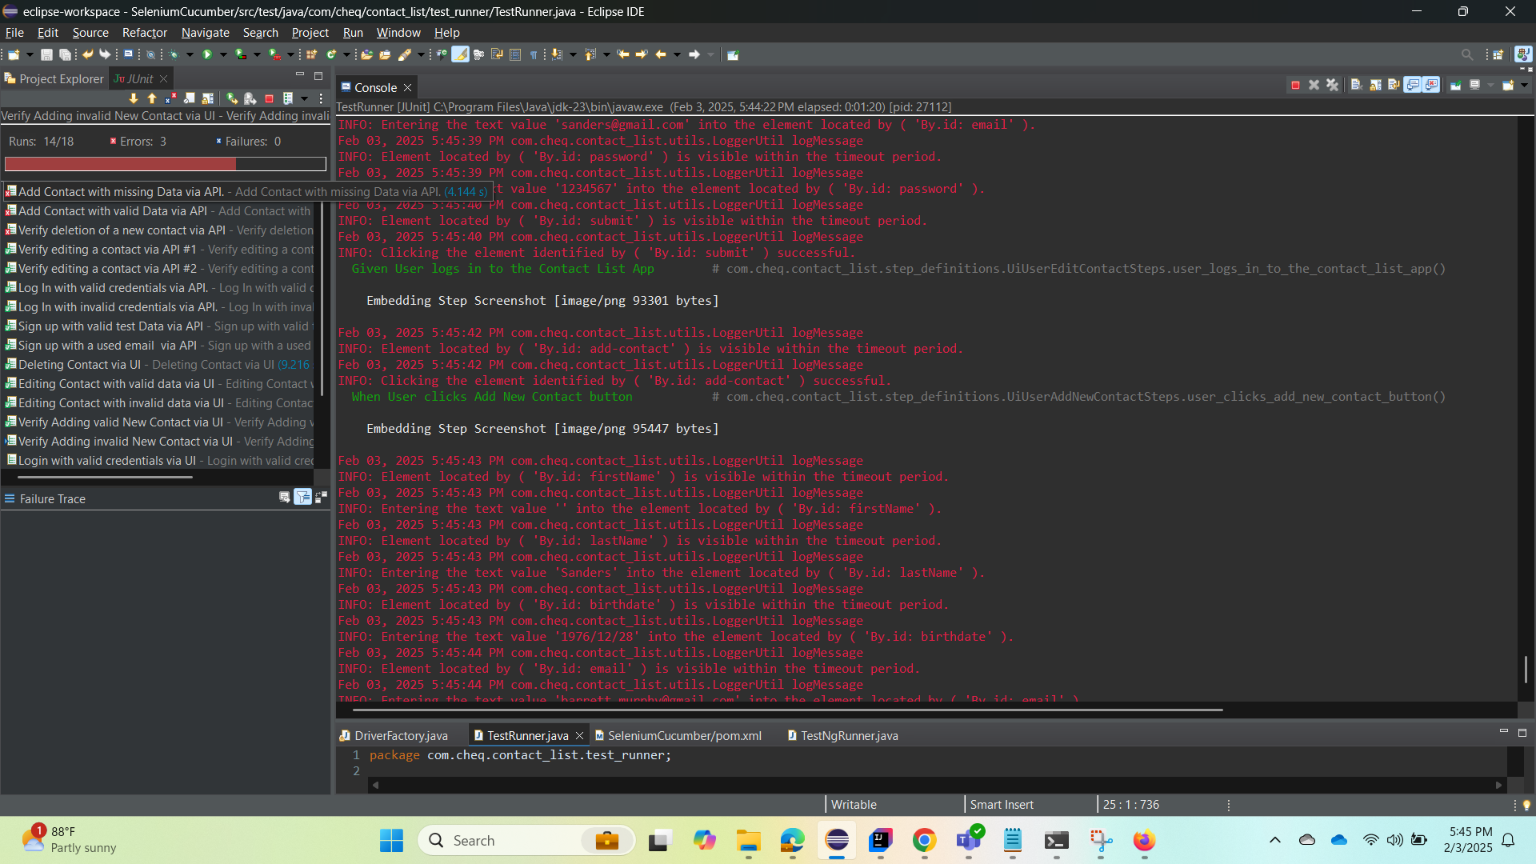 eclipse-workspace - SeleniumCucumber/src/test/java/com/cheq/contact_list/test_runner/TestRunner.java - Eclipse IDE
File Edit Source Refactor Navigate Search Project Run Window Help
Project Explorer JUnit
Console
Verify Adding invalid New Contact via UI - Verify Adding invali
Runs: 14/18 Errors: 3 Failures: 0
Add Contact with missing Data via API. - Add Contact with missing Data via API. (4.144 s)
Add Contact with valid Data via API - Add Contact with
Verify deletion of a new contact via API - Verify deletion
Verify editing a contact via API #1 - Verify editing a cont
Verify editing a contact via API #2 - Verify editing a cont
Log In with valid credentials via API. - Log In with valid c
Log In with invalid credentials via API. - Log In with inva
Sign up with valid test Data via API - Sign up with valid
Sign up with a used email via API - Sign up with a used
Deleting Contact via UI - Deleting Contact via UI (9.216
Editing Contact with valid data via UI - Editing Contact v
Editing Contact with invalid data via UI - Editing Contac
Verify Adding valid New Contact via UI - Verify Adding v
Verify Adding invalid New Contact via UI - Verify Adding
Login with valid credentials via UI - Login with valid cre
Failure Trace
TestRunner [JUnit] C:\Program Files\Java\jdk-23\bin\javaw.exe (Feb 3, 2025, 5:44:22 PM elapsed: 0:01:20) [pid: 27112]
INFO: Entering the text value 'sanders@gmail.com' into the element located by ( 'By.id: email' ).
Feb 03, 2025 5:45:39 PM com.cheq.contact_list.utils.LoggerUtil logMessage
INFO: Element located by ( 'By.id: password' ) is visible within the timeout period.
Feb 03, 2025 5:45:39 PM com.cheq.contact_list.utils.LoggerUtil logMessage
t value '1234567' into the element located by ( 'By.id: password' ).
Feb 03, 2025 5:45:40 PM com.cheq.contact_list.utils.LoggerUtil logMessage
INFO: Element located by ( 'By.id: submit' ) is visible within the timeout period.
Feb 03, 2025 5:45:40 PM com.cheq.contact_list.utils.LoggerUtil logMessage
INFO: Clicking the element identified by ( 'By.id: submit' ) successful.
Given User logs in to the Contact List App # com.cheq.contact_list.step_definitions.UiUserEditContactSteps.user_logs_in_to_the_contact_list_app()
Embedding Step Screenshot [image/png 93301 bytes]
Feb 03, 2025 5:45:42 PM com.cheq.contact_list.utils.LoggerUtil logMessage
INFO: Element located by ( 'By.id: add-contact' ) is visible within the timeout period.
Feb 03, 2025 5:45:42 PM com.cheq.contact_list.utils.LoggerUtil logMessage
INFO: Clicking the element identified by ( 'By.id: add-contact' ) successful.
When User clicks Add New Contact button # com.cheq.contact_list.step_definitions.UiUserAddNewContactSteps.user_clicks_add_new_contact_button()
Embedding Step Screenshot [image/png 95447 bytes]
Feb 03, 2025 5:45:43 PM com.cheq.contact_list.utils.LoggerUtil logMessage
INFO: Element located by ( 'By.id: firstName' ) is visible within the timeout period.
Feb 03, 2025 5:45:43 PM com.cheq.contact_list.utils.LoggerUtil logMessage
INFO: Entering the text value '' into the element located by ( 'By.id: firstName' ).
Feb 03, 2025 5:45:43 PM com.cheq.contact_list.utils.LoggerUtil logMessage
INFO: Element located by ( 'By.id: lastName' ) is visible within the timeout period.
Feb 03, 2025 5:45:43 PM com.cheq.contact_list.utils.LoggerUtil logMessage
INFO: Entering the text value 'Sanders' into the element located by ( 'By.id: lastName' ).
Feb 03, 2025 5:45:43 PM com.cheq.contact_list.utils.LoggerUtil logMessage
INFO: Element located by ( 'By.id: birthdate' ) is visible within the timeout period.
Feb 03, 2025 5:45:43 PM com.cheq.contact_list.utils.LoggerUtil logMessage
INFO: Entering the text value '1976/12/28' into the element located by ( 'By.id: birthdate' ).
Feb 03, 2025 5:45:44 PM com.cheq.contact_list.utils.LoggerUtil logMessage
INFO: Element located by ( 'By.id: email' ) is visible within the timeout period.
Feb 03, 2025 5:45:44 PM com.cheq.contact_list.utils.LoggerUtil logMessage
INFO: Entering the text value 'barrett.murphy@gmail.com' into the element located by ( 'By.id: email' )
DriverFactory.java TestRunner.java SeleniumCucumber/pom.xml TestNgRunner.java
1 package com.cheq.contact_list.test_runner;
2
Writable Smart Insert 25 : 1 : 736
1 88°F
Partly sunny
Search
5:45 PM
2/3/2025